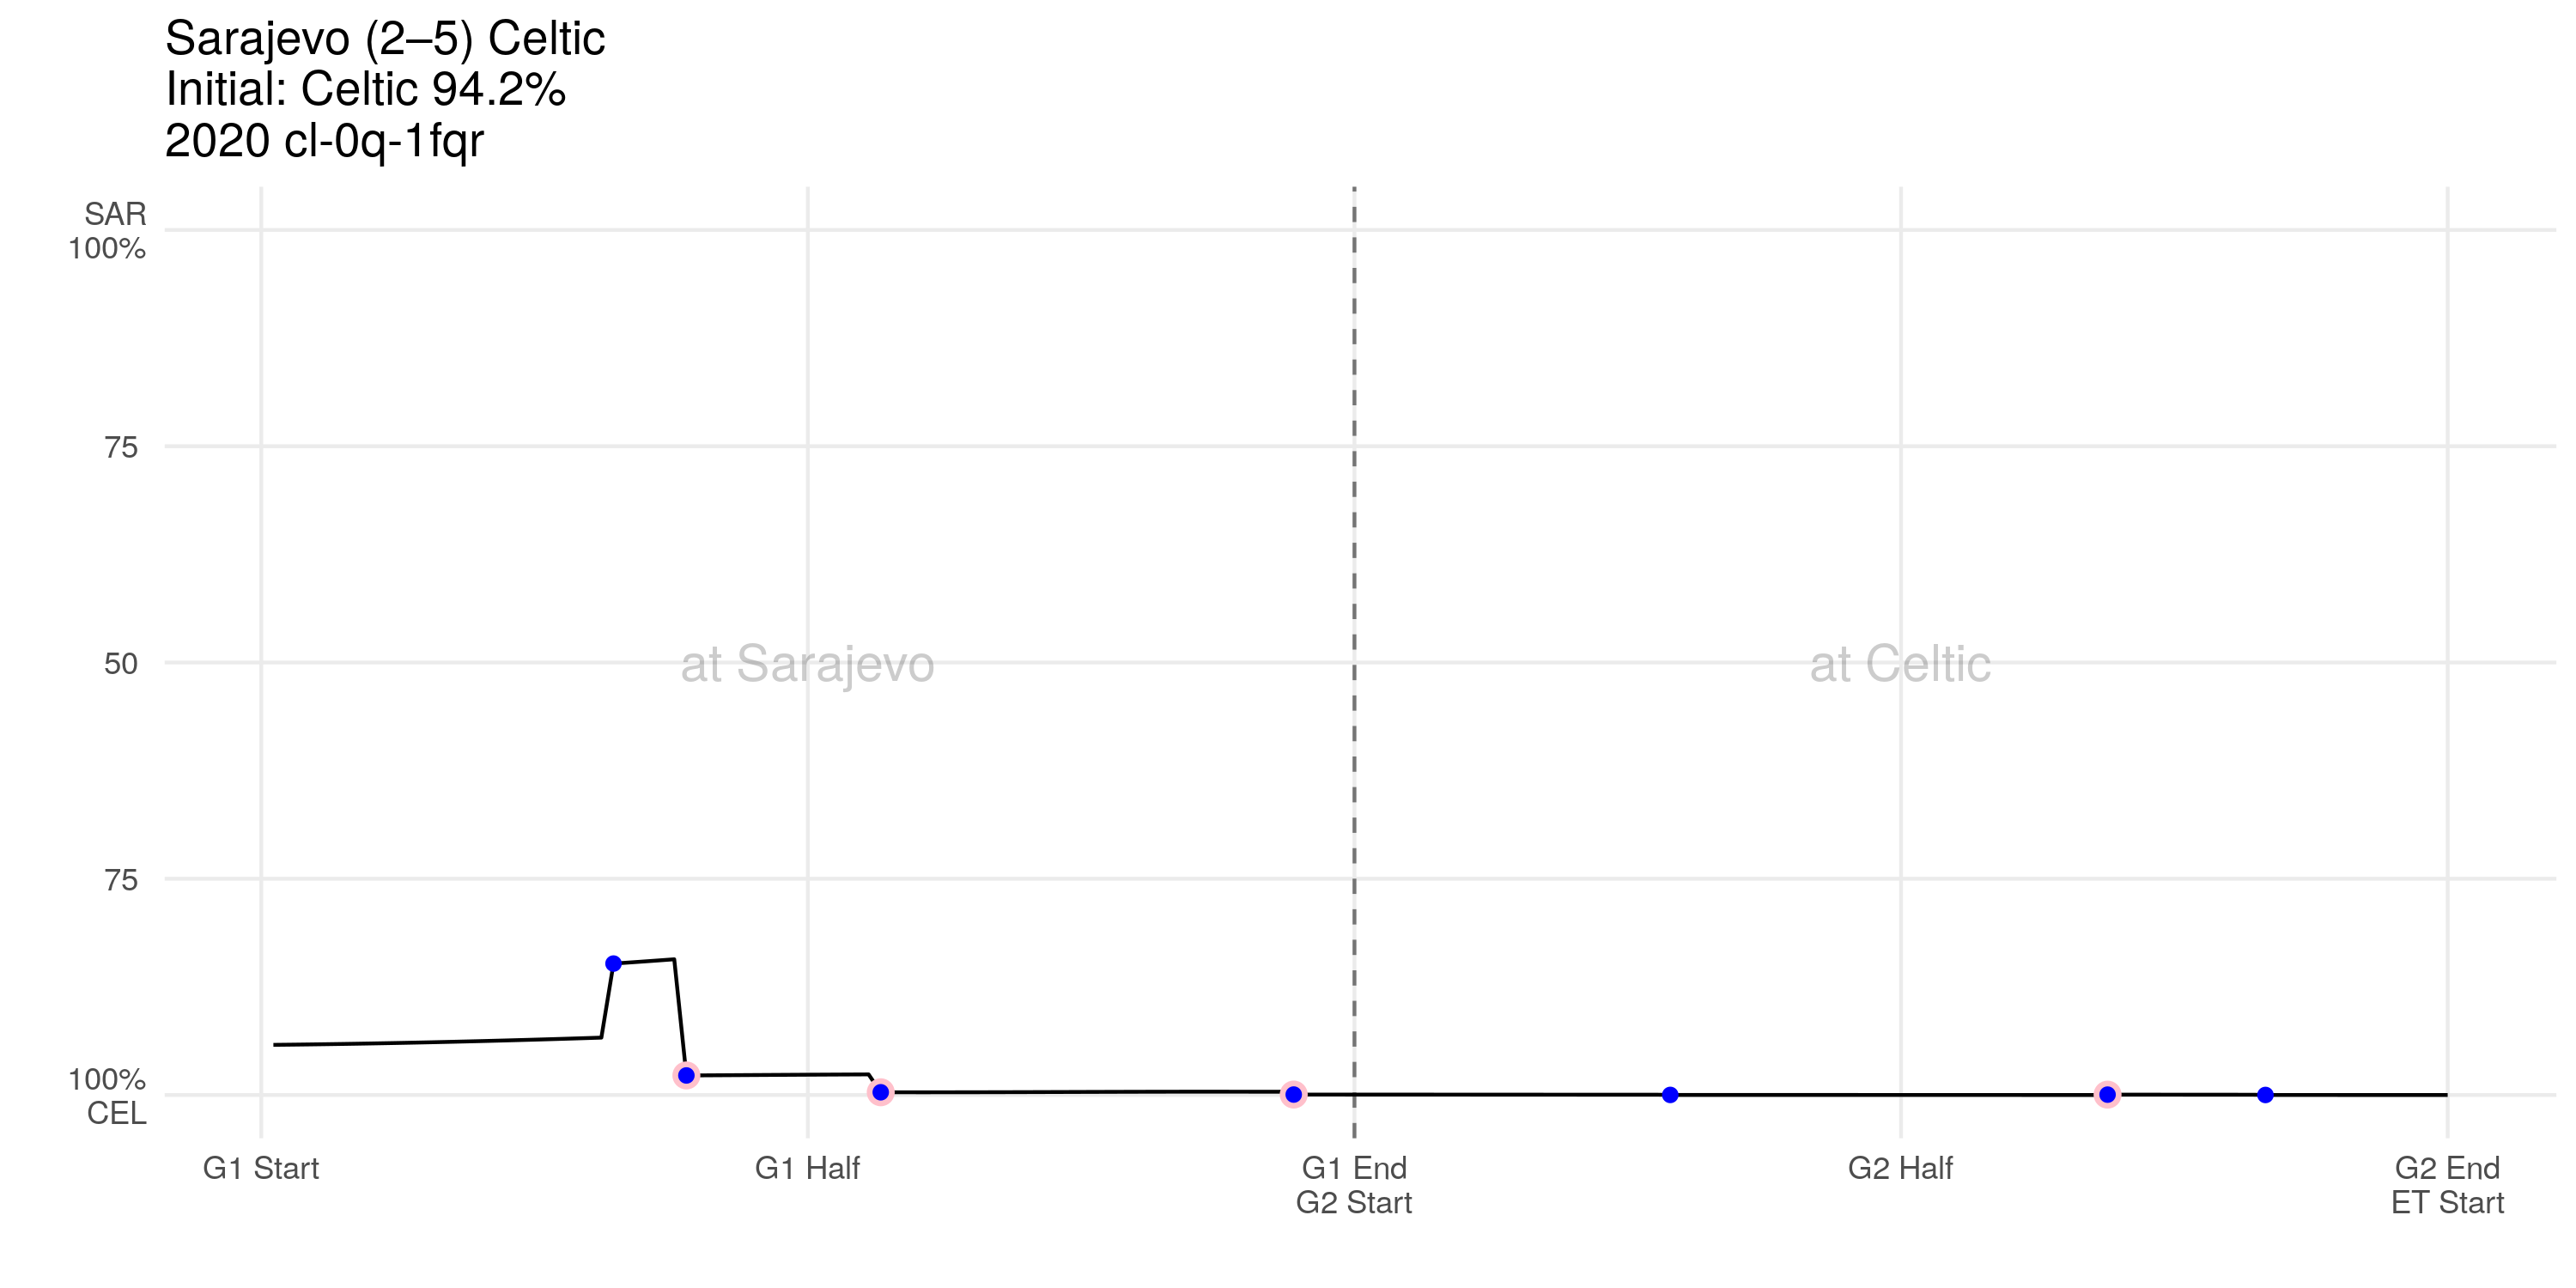 Sarajevo (2–5) Celtic
Initial: Celtic 94.2%
2020 cl-0q-1fqr
SAR
100%
75
50
75
100%
CEL
at Sarajevo
at Celtic
G1 Start
G1 Half
G1 End
G2 Start
G2 Half
G2 End
ET Start